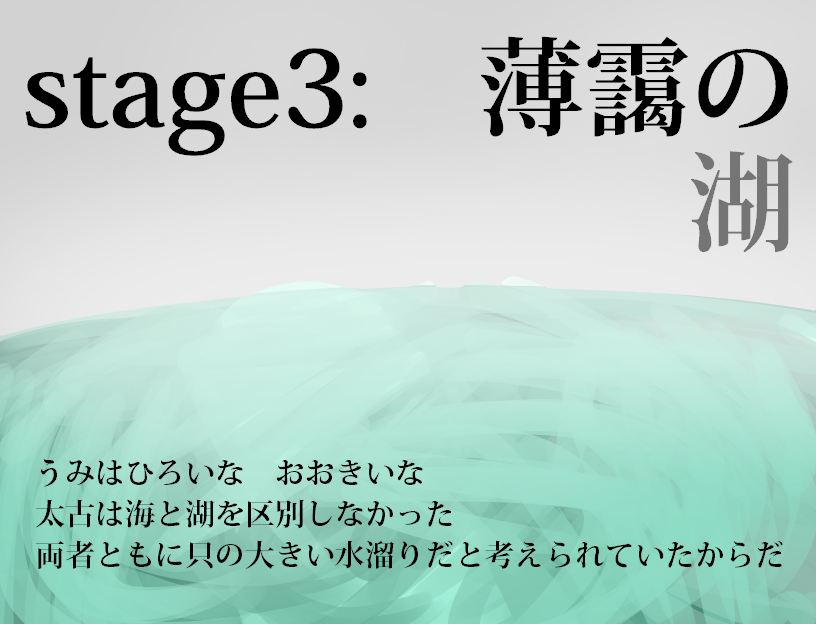 stage3:　薄靄の
湖
うみはひろいな　おおきいな
太古は海と湖を区別しなかった
両者ともに只の大きい水溜りだと考えられていたからだ